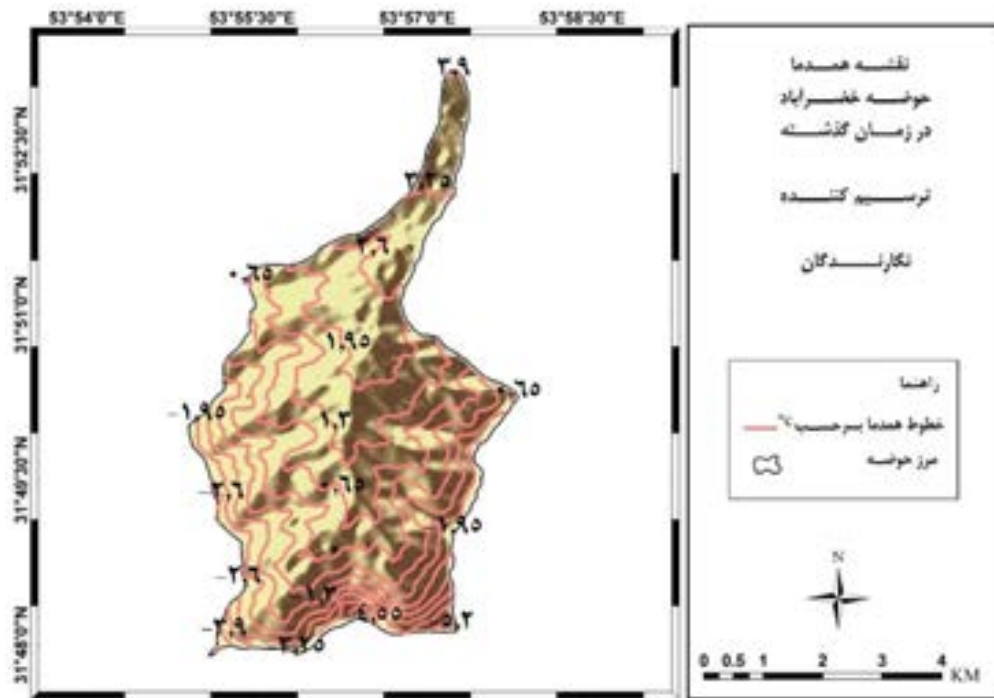 53°54'0"E 53°55'30"E 53°57'0"E 53°58'30"E
31°52'30"N
31°51'0"N
31°49'30"N
31°48'0"N
۳.۹
۳.۲۵
۲.۶
۰.۶۵
۱.۹۵
۰.۶۵
-۱.۹۵
۱.۳
-۲.۶
۰.۶۵
۱.۹۵
-۲.۶
-۱.۳
-۳.۹
۴.۵۵
۵.۲
۳.۲۵
نقشه همدما
حوضه خضرآباد
در زمان گذشته
ترسیم کننده
نگارندگان
راهنما
خطوط همدما برحسب °C
مرز حوضه
N
0 0.5 1 2 3 4 KM